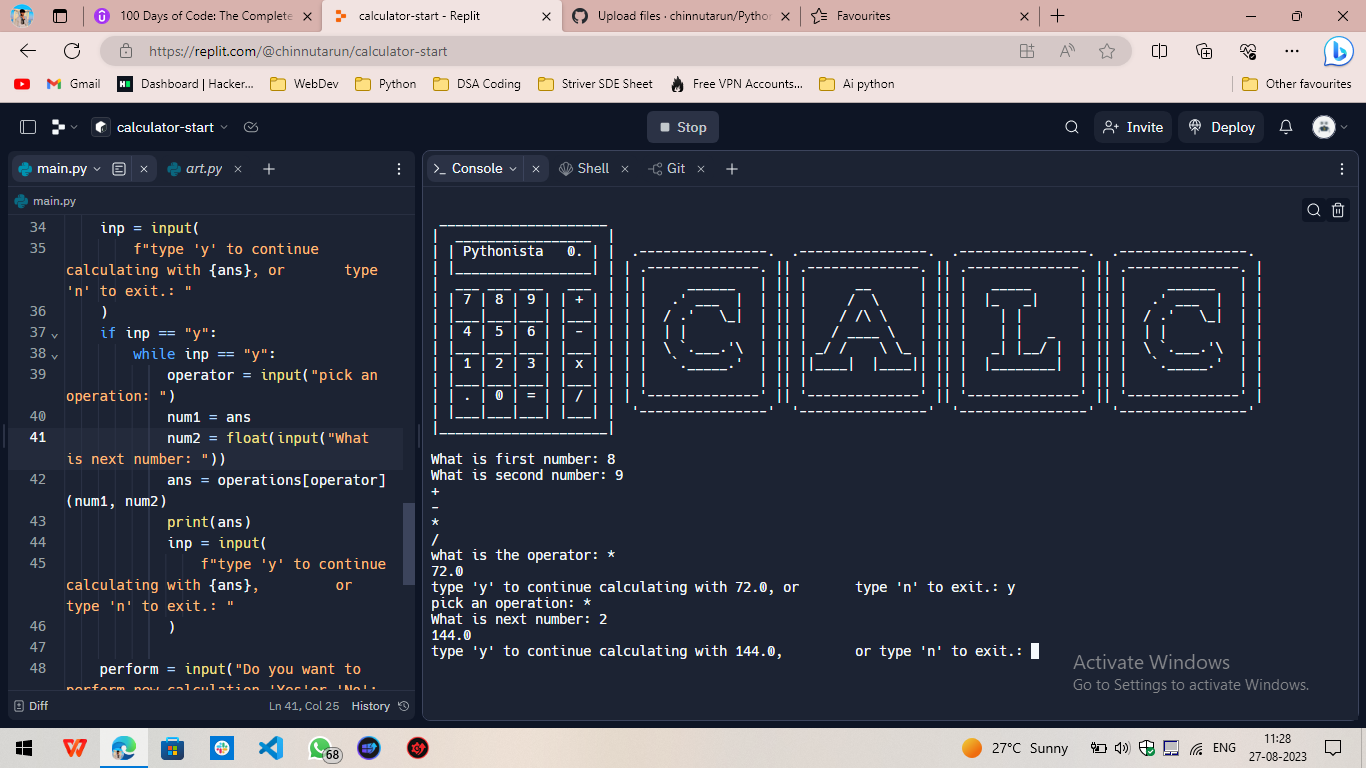 100 Days of Code: The Complete
calculator-start - Replit
Upload files · chinnutarun/Pytho
Favourites
https://replit.com/@chinnutarun/calculator-start
Gmail
Dashboard | Hacker...
WebDev
Python
DSA Coding
Striver SDE Sheet
Free VPN Accounts...
Ai python
Other favourites
calculator-start
Stop
Invite
Deploy
main.py
art.py
Console
Shell
Git
main.py
34 inp = input(
35 f"type 'y' to continue
calculating with {ans}, or        type
'n' to exit.: "
36 )
37 if inp == "y":
38 while inp == "y":
39 operator = input("pick an
operation: ")
40 num1 = ans
41 num2 = float(input("What
is next number: "))
42 ans = operations[operator]
(num1, num2)
43 print(ans)
44 inp = input(
45 f"type 'y' to continue
calculating with {ans},          or
type 'n' to exit.: "
46 )
47
48 perform = input("Do you want to
perform new calculation 'Yes'or 'No':
Diff
Ln 41, Col 25
History
Pythonista   0.
CALC
7 8 9 +
4 5 6 -
1 2 3 x
. 0 = /
What is first number: 8
What is second number: 9
+
-
*
/
what is the operator: *
72.0
type 'y' to continue calculating with 72.0, or       type 'n' to exit.: y
pick an operation: *
What is next number: 2
144.0
type 'y' to continue calculating with 144.0,         or type 'n' to exit.:
Activate Windows
Go to Settings to activate Windows.
68
27°C Sunny
ENG
11:28
27-08-2023